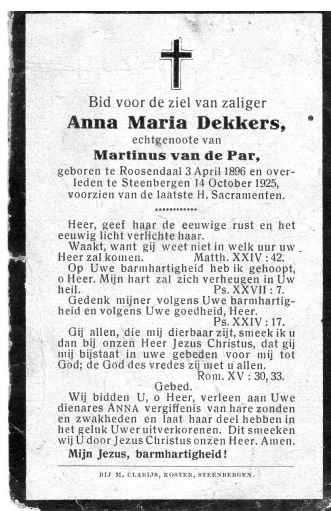 Bid voor de ziel van zaliger
Anna Maria Dekkers,
echtgenoote van
Martinus van de Par,
geboren te Roosendaal 3 April 1896 en over-
leden te Steenbergen 14 October 1925,
voorzien van de laatste H. Sacramenten.
Heer, geef haar de eeuwige rust en het
eeuwig licht verlichte haar.
Waakt, want gij weet niet in welk uur uw
Heer zal komen. Matth. XXIV : 42.
Op Uwe barmhartigheid heb ik gehoopt,
o Heer. Mijn hart zal zich verheugen in Uw
heil. Ps. XXVII : 7.
Gedenk mijner volgens Uwe barmhartig-
heid en volgens Uwe goedheid, Heer.
Ps. XXIV : 17.
Gij allen, die mij dierbaar zijt, smeek ik u
dan bij onzen Heer Jezus Christus, dat gij
mij bijstaat in uwe gebeden voor mij tot
God; de God des vredes zij met u allen.
Rom. XV : 30, 33.
Gebed.
Wij bidden U, o Heer, verleen aan Uwe
dienares ANNA vergiffenis van hare zonden
en zwakheden en laat haar deel hebben in
het geluk Uwer uitverkorenen. Dit smeeken
wij U door Jezus Christus onzen Heer. Amen.
Mijn Jezus, barmhartigheid!
BIJ M. CLARIJS, KOSTER, STEENBERGEN.